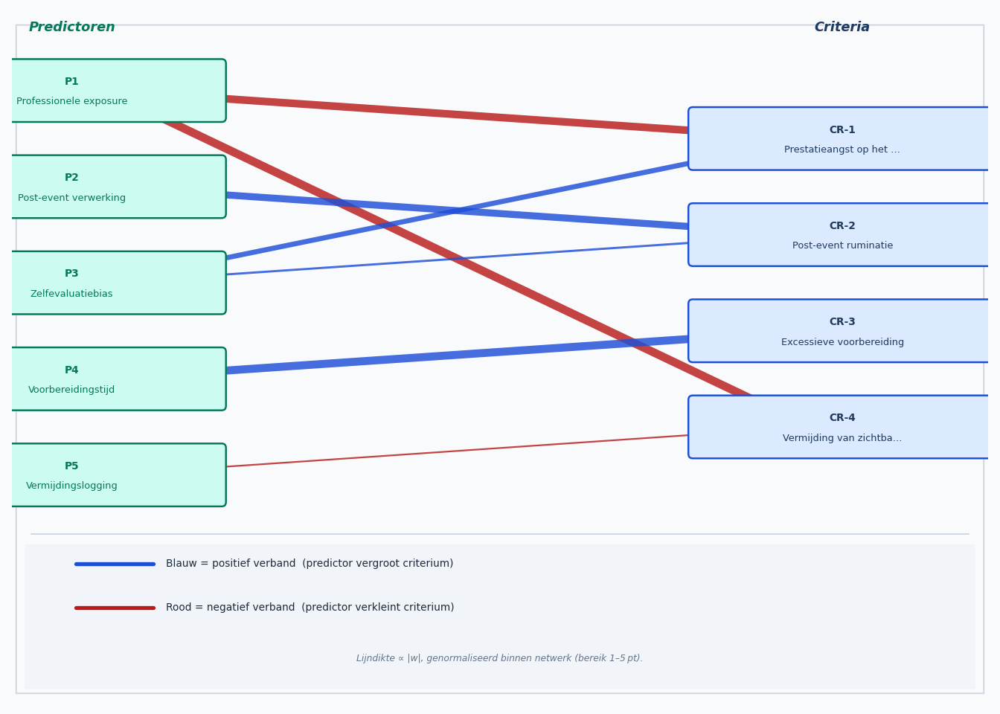 Predictoren
Criteria
P1
Professionele exposure
CR-1
Prestatieangst op het ...
P2
Post-event verwerking
CR-2
Post-event ruminatie
P3
Zelfevaluatiebias
CR-3
Excessieve voorbereiding
P4
Voorbereidingstijd
CR-4
Vermijding van zichtba...
P5
Vermijdingslogging
Blauw = positief verband (predictor vergroot criterium)
Rood = negatief verband (predictor verkleint criterium)
Lijndikte ∝ |w|, genormaliseerd binnen netwerk (bereik 1–5 pt).